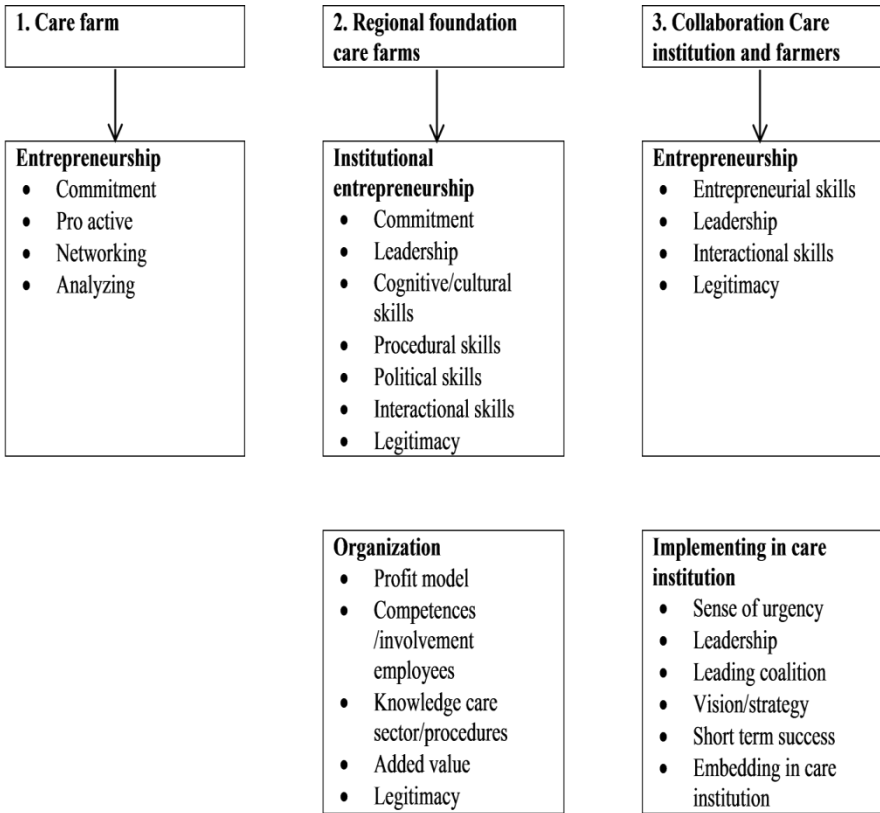 1. Care farm
2. Regional foundation
care farms
3. Collaboration Care
institution and farmers
Entrepreneurship
• Commitment
• Pro active
• Networking
• Analyzing
Institutional
entrepreneurship
• Commitment
• Leadership
• Cognitive/cultural
skills
• Procedural skills
• Political skills
• Interactional skills
• Legitimacy
Entrepreneurship
• Entrepreneurial skills
• Leadership
• Interactional skills
• Legitimacy
Organization
• Profit model
• Competences
/involvement
employees
• Knowledge care
sector/procedures
• Added value
• Legitimacy
Implementing in care
institution
• Sense of urgency
• Leadership
• Leading coalition
• Vision/strategy
• Short term success
• Embedding in care
institution